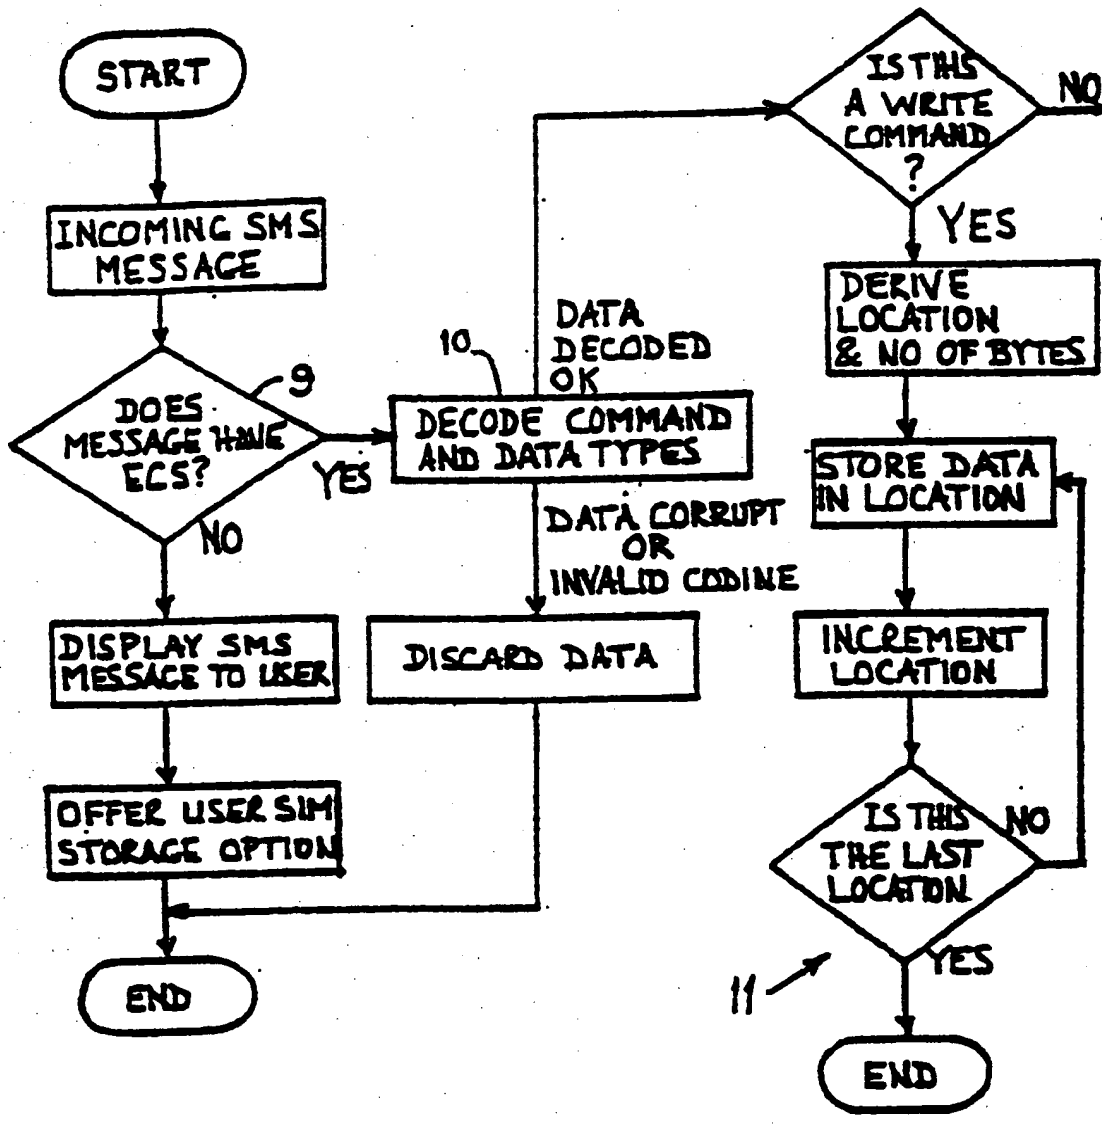 START
INCOMING SMS
MESSAGE
9
DOES
MESSAGE HAVE
ECS?
YES
NO
DISPLAY SMS
MESSAGE TO USER
OFFER USER SIM
STORAGE OPTION
END
10
DATA
DECODED
OK
DECODE COMMAND
AND DATA TYPES
DATA CORRUPT
OR
INVALID CODINE
DISCARD DATA
IS THIS
A WRITE
COMMAND
?
NO
YES
DERIVE
LOCATION
& NO OF BYTES
STORE DATA
IN LOCATION
INCREMENT
LOCATION
IS THIS
THE LAST
LOCATION
NO
YES
11
END